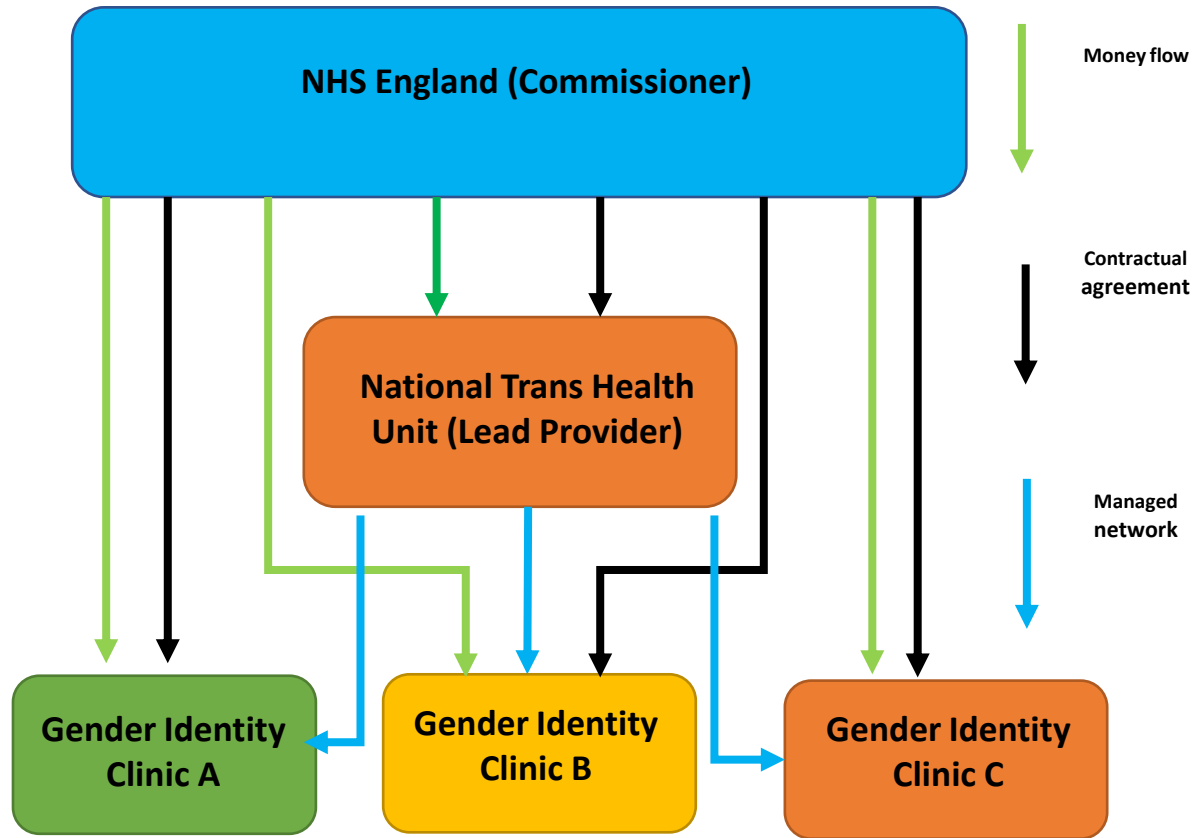 NHS England (Commissioner)
Money flow
Contractual
agreement
National Trans Health
Unit (Lead Provider)
Managed
network
Gender Identity
Clinic A
Gender Identity
Clinic B
Gender Identity
Clinic C